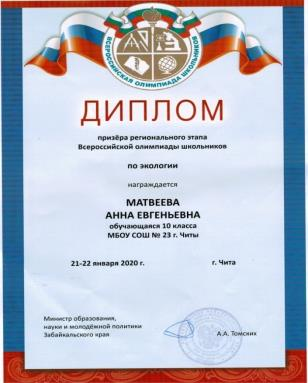 ВСЕРОССИЙСКАЯ ОЛИМПИАДА ШКОЛЬНИКОВ
ДИПЛОМ
призёра регионального этапа
Всероссийской олимпиады школьников
по экологии
награждается
МАТВЕЕВА
АННА ЕВГЕНЬЕВНА
обучающаяся 10 класса
МБОУ СОШ № 23 г. Читы
21-22 января 2020 г. г. Чита
Министр образования,
науки и молодёжной политики
Забайкальского края А.А. Томских